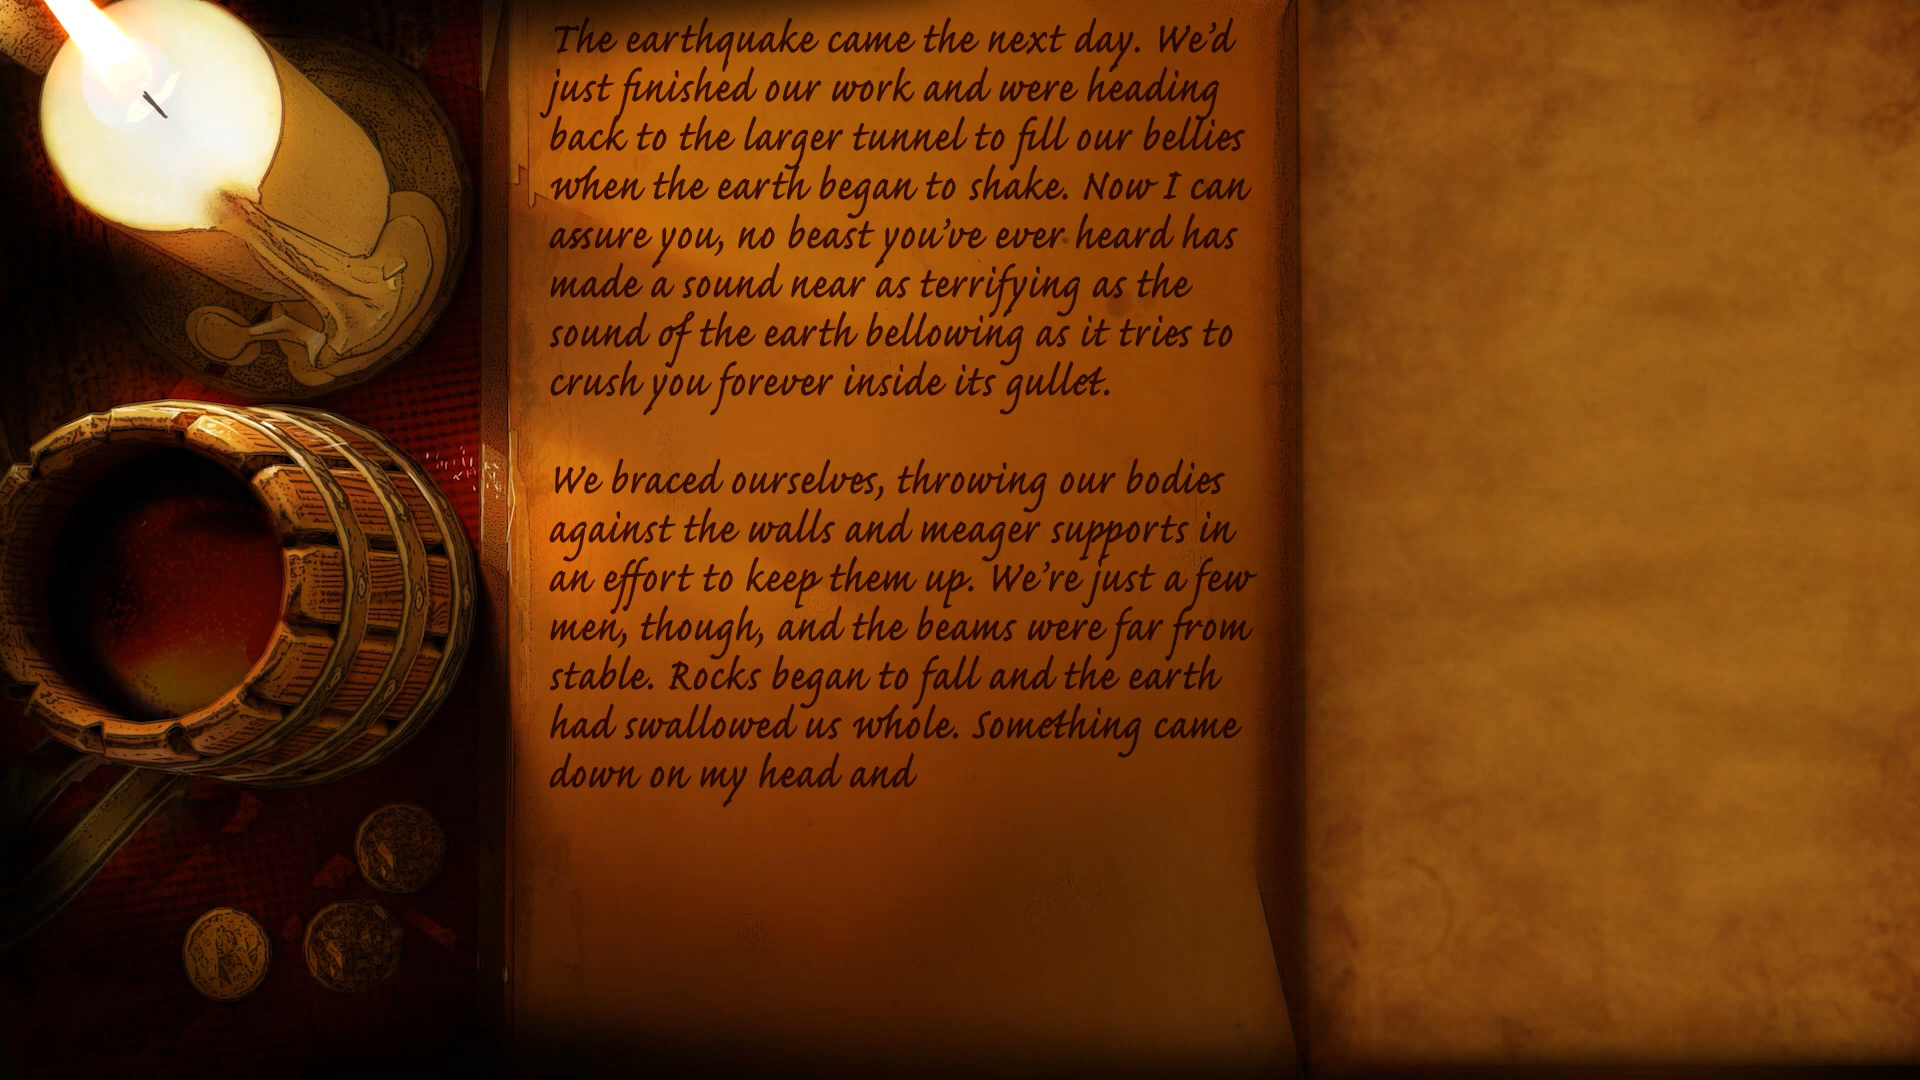 The earthquake came the next day. We’d
just finished our work and were heading
back to the larger tunnel to fill our bellies
when the earth began to shake. Now I can
assure you, no beast you’ve ever heard has
made a sound near as terrifying as the
sound of the earth bellowing as it tries to
crush you forever inside its gullet.

We braced ourselves, throwing our bodies
against the walls and meager supports in
an effort to keep them up. We’re just a few
men, though, and the beams were far from
stable. Rocks began to fall and the earth
had swallowed us whole. Something came
down on my head and